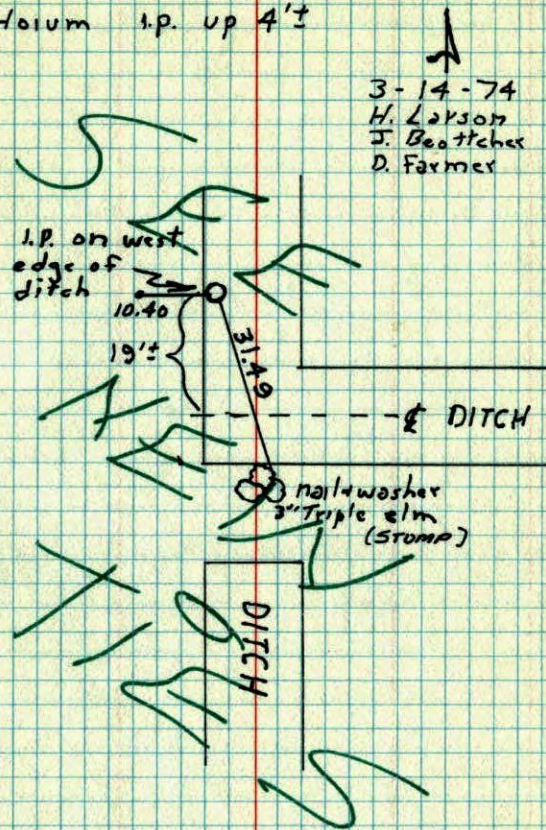 Holum I.P. up 4'±
3-14-74
H. Larson
J. Beottcher
D. Farmer
I.P. on west
edge of
ditch
10.40
19'±
31.49
℄ DITCH
nail+washer
3" Triple elm
(STUMP)
DITCH